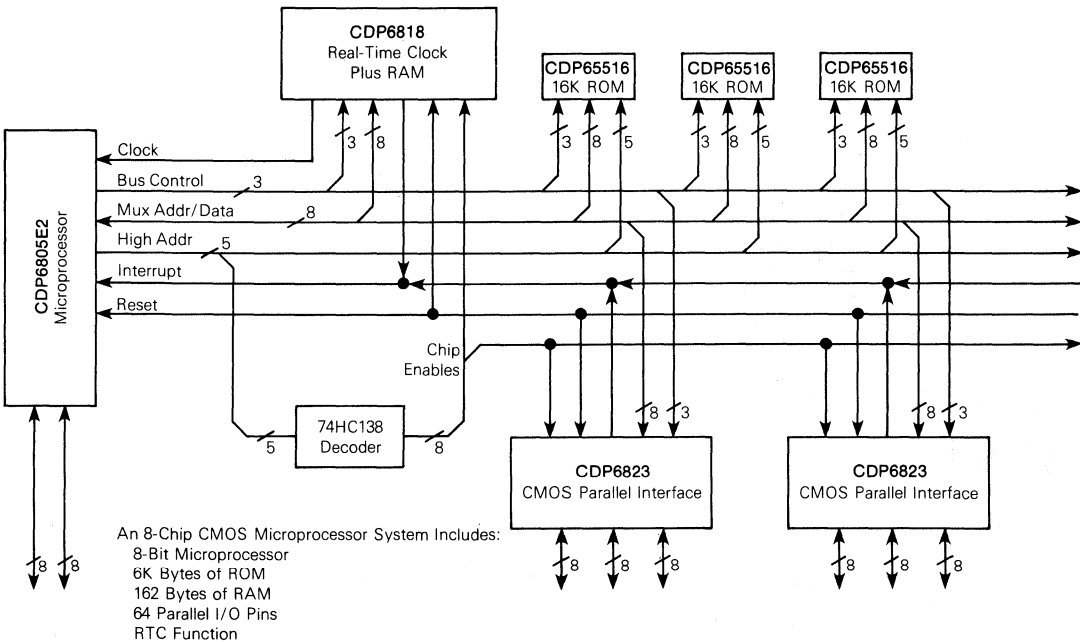 CDP6818
Real-Time Clock
Plus RAM
CDP65516
16K ROM
CDP65516
16K ROM
CDP65516
16K ROM
3
8
3
8
5
3
8
5
3
8
5
CDP6805E2
Microprocessor
Clock
Bus Control
3
Mux Addr/Data
8
High Addr
5
Interrupt
Reset
Chip
Enables
8
3
8
3
74HC138
Decoder
5
8
CDP6823
CMOS Parallel Interface
CDP6823
CMOS Parallel Interface
8
8
8
8
8
8
8
8
An 8-Chip CMOS Microprocessor System Includes:
8-Bit Microprocessor
6K Bytes of ROM
162 Bytes of RAM
64 Parallel I/O Pins
RTC Function